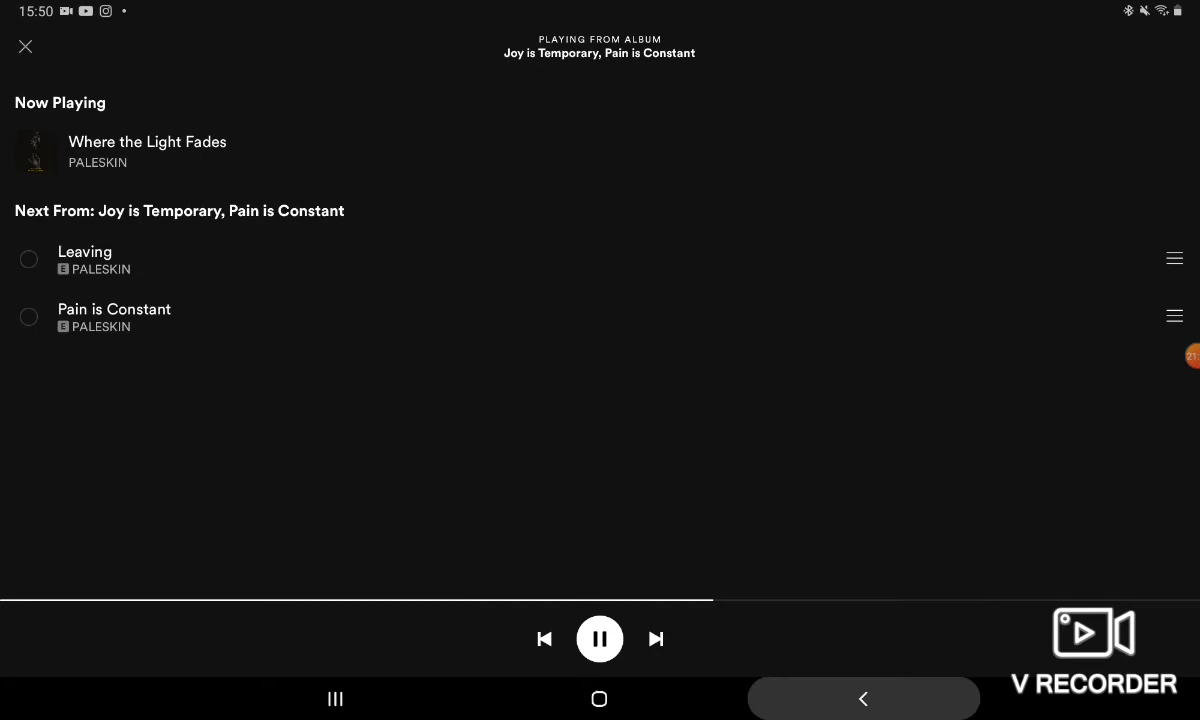 15:50
PLAYING FROM ALBUM
Joy is Temporary, Pain is Constant
Now Playing
Where the Light Fades
PALESKIN
Next From: Joy is Temporary, Pain is Constant
Leaving
E PALESKIN
Pain is Constant
E PALESKIN
21:
V RECORDER